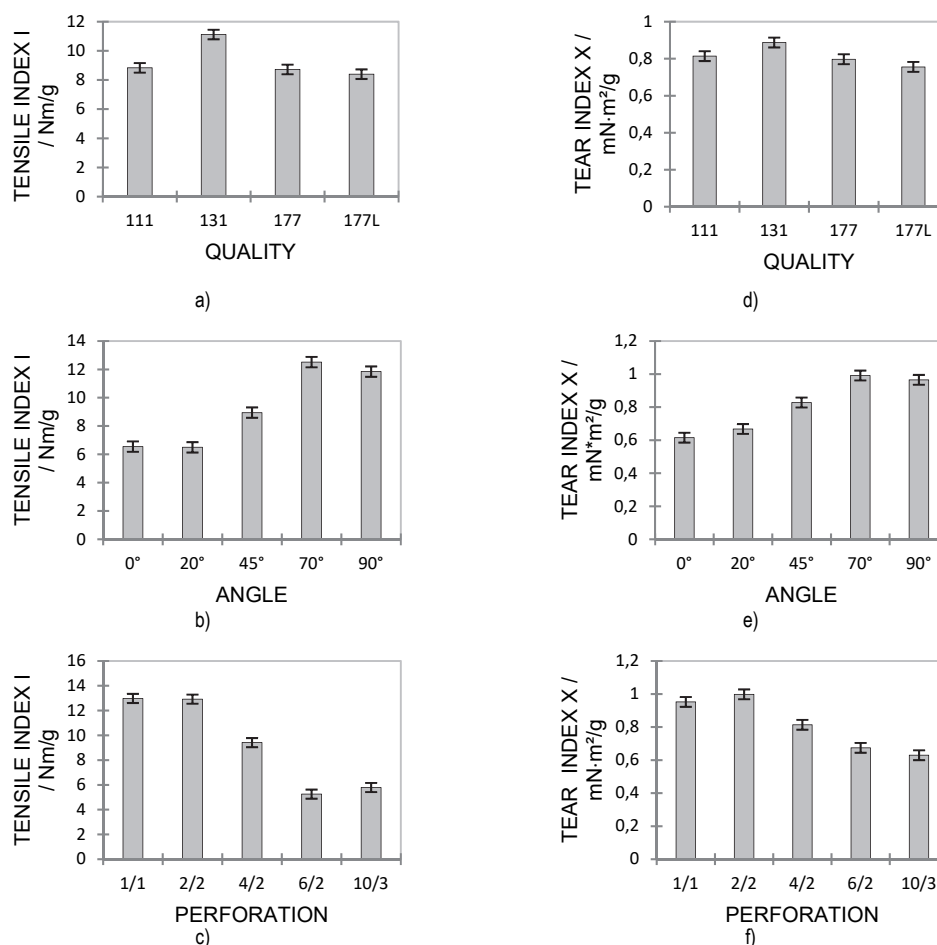 TENSILE INDEX I
/ Nm/g
12
10
8
6
4
2
0
111 131 177 177L
QUALITY
a)
TEAR INDEX X /
mN·m²/g
1
0,8
0,6
0,4
0,2
0
111 131 177 177L
QUALITY
d)
TENSILE INDEX I
/ Nm/g
14
12
10
8
6
4
2
0
0° 20° 45° 70° 90°
ANGLE
b)
TEAR INDEX X /
mN*m²/g
1,2
1
0,8
0,6
0,4
0,2
0
0° 20° 45° 70° 90°
ANGLE
e)
TENSILE INDEX I
/ Nm/g
16
14
12
10
8
6
4
2
0
1/1 2/2 4/2 6/2 10/3
PERFORATION
c)
TEAR INDEX X /
mN·m²/g
1,2
1
0,8
0,6
0,4
0,2
0
1/1 2/2 4/2 6/2 10/3
PERFORATION
f)